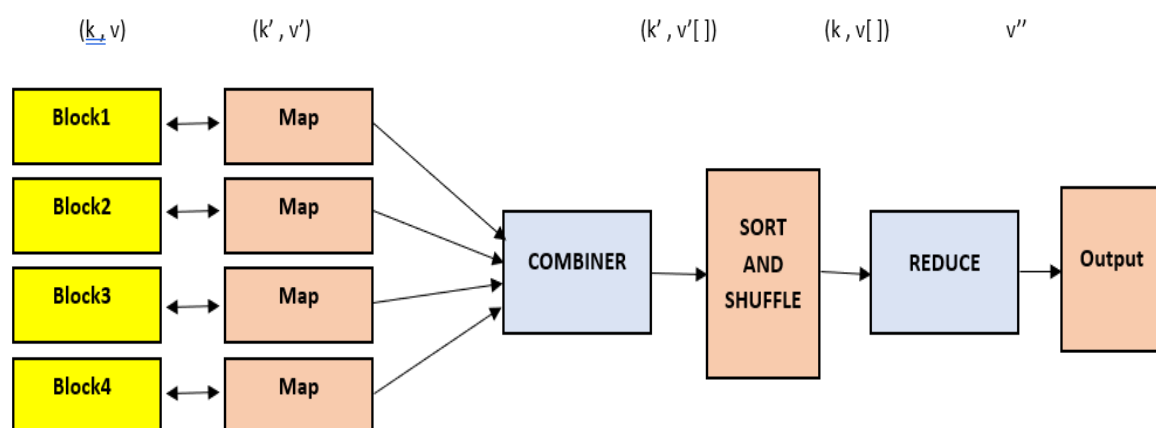 (k , v) (k’ , v’) (k’ , v’[ ]) (k , v[ ]) v’’
Block1 Map
Block2 Map
Block3 Map
Block4 Map
COMBINER
SORT
AND
SHUFFLE
REDUCE
Output